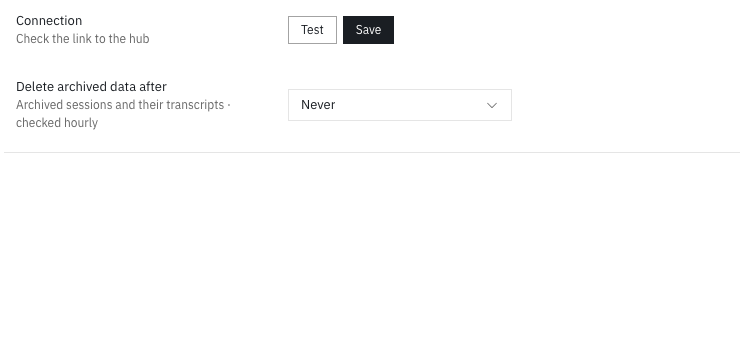 Connection
Check the link to the hub
Test
Save
Delete archived data after
Archived sessions and their transcripts ·
checked hourly
Never